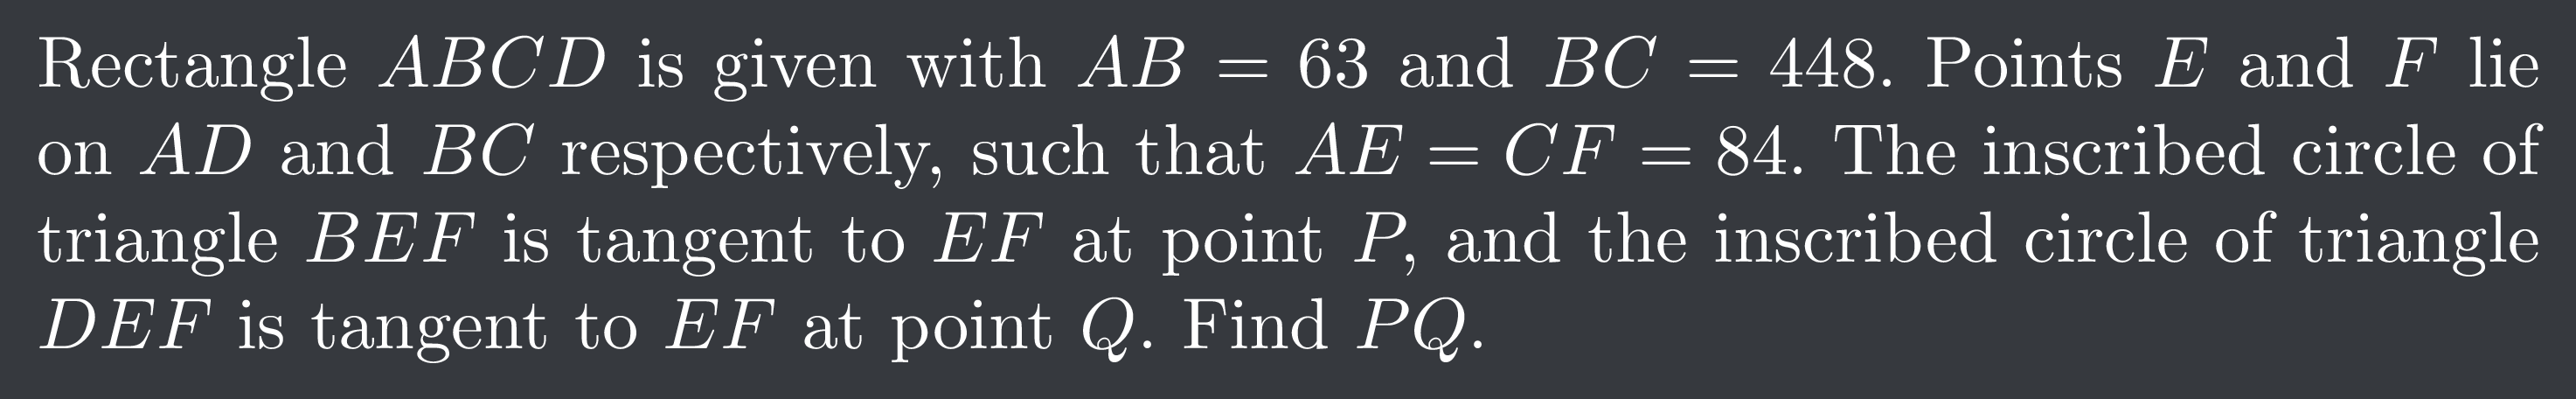 Rectangle ABCD is given with AB = 63 and BC = 448. Points E and F lie
on AD and BC respectively, such that AE = CF = 84. The inscribed circle of
triangle BEF is tangent to EF at point P, and the inscribed circle of triangle
DEF is tangent to EF at point Q. Find PQ.